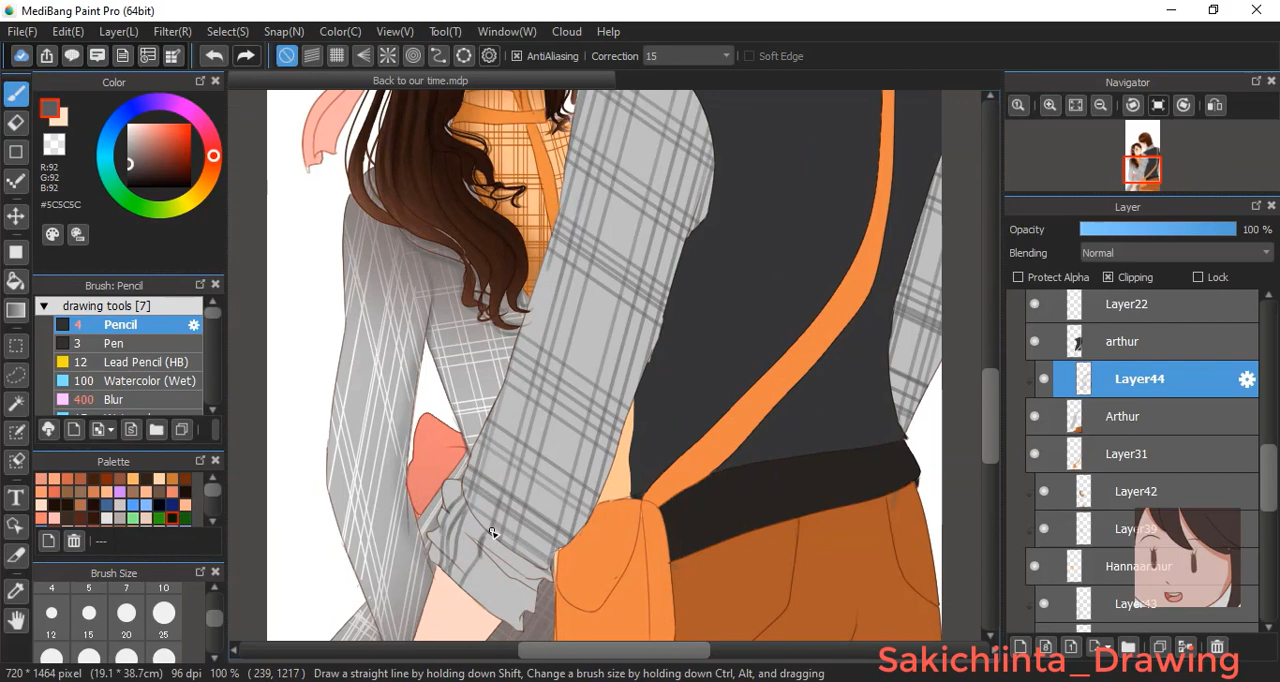 MediBang Paint Pro (64bit)
File(F) Edit(E) Layer(L) Filter(R) Select(S) Snap(N) Color(C) View(V) Tool(T) Window(W) Cloud Help
AntiAliasing Correction 15 Soft Edge
Color
Back to our time.mdp
Navigator
R:92
G:92
B:92
#5C5C5C
Layer
Opacity 100 %
Blending Normal
Protect Alpha Clipping Lock
Brush: Pencil
drawing tools [7]
4 Pencil
3 Pen
12 Lead Pencil (HB)
100 Watercolor (Wet)
400 Blur
Layer22
arthur
Layer44
Arthur
Layer31
Layer42
Layer39
Hannaarthur
Layer43
Palette
---
Brush Size
4 5 7 10
12 15 20 25
Sakichiinta_Drawing
720 * 1464 pixel (19.1 * 38.7cm) 96 dpi 100 % ( 239, 1217 ) Draw a straight line by holding down Shift, Change a brush size by holding down Ctrl, Alt, and dragging